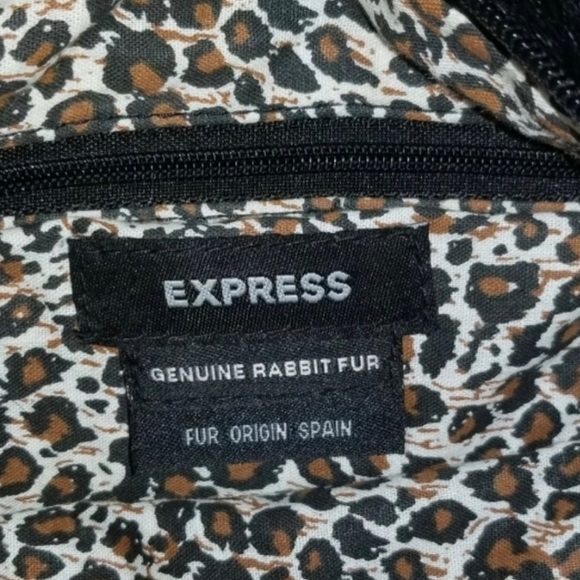 EXPRESS
GENUINE RABBIT FUR
FUR ORIGIN SPAIN